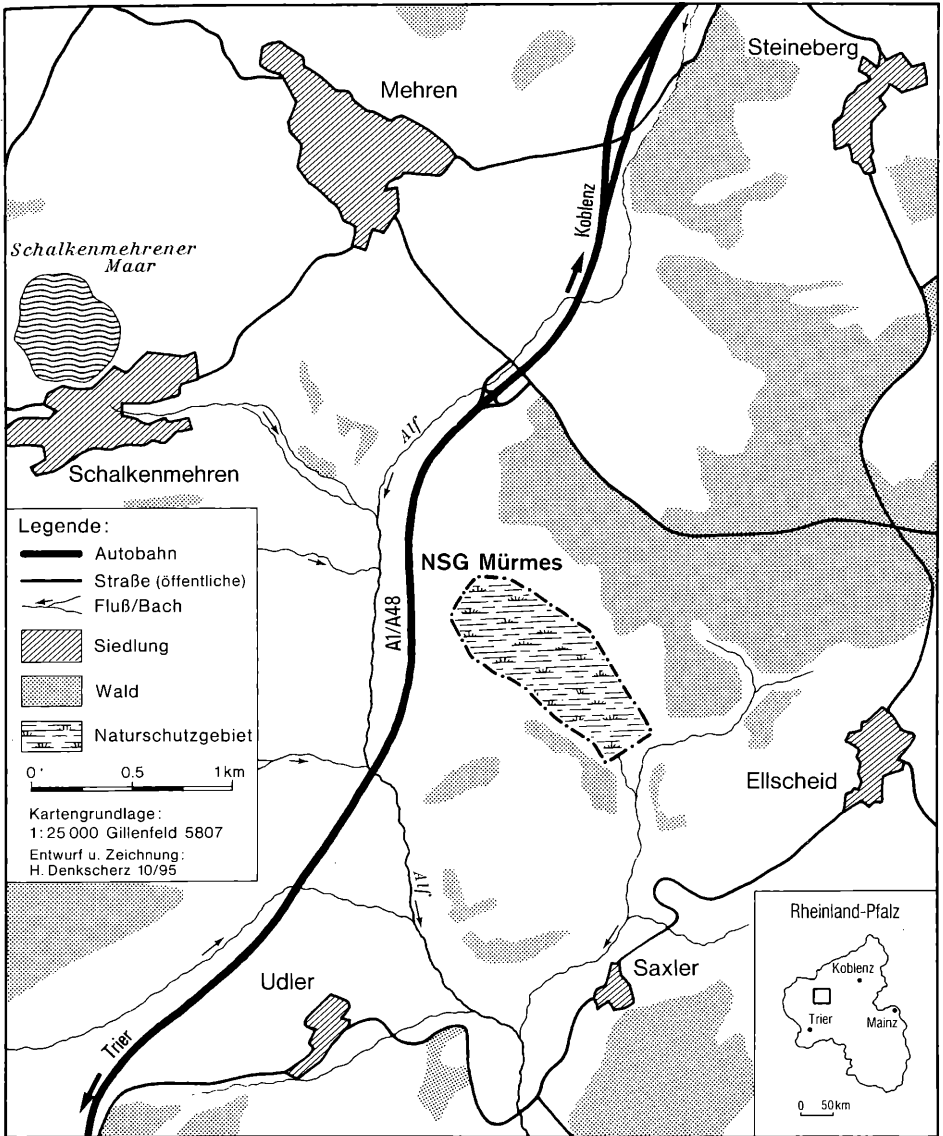 Steineberg
Mehren
Koblenz
Schalkenmehrener
Maar
Alf
Schalkenmehren
Legende:
Autobahn
Straße (öffentliche)
Fluß/Bach
Siedlung
Wald
Naturschutzgebiet
0 0.5 1km
Kartengrundlage:
1:25 000 Gillenfeld 5807
Entwurf u. Zeichnung:
H. Denkscherz 10/95
NSG Mürmes
A1/A48
Ellscheid
Alf
Saxler
Udler
Trier
Rheinland-Pfalz
Koblenz
Trier
Mainz
0 50km